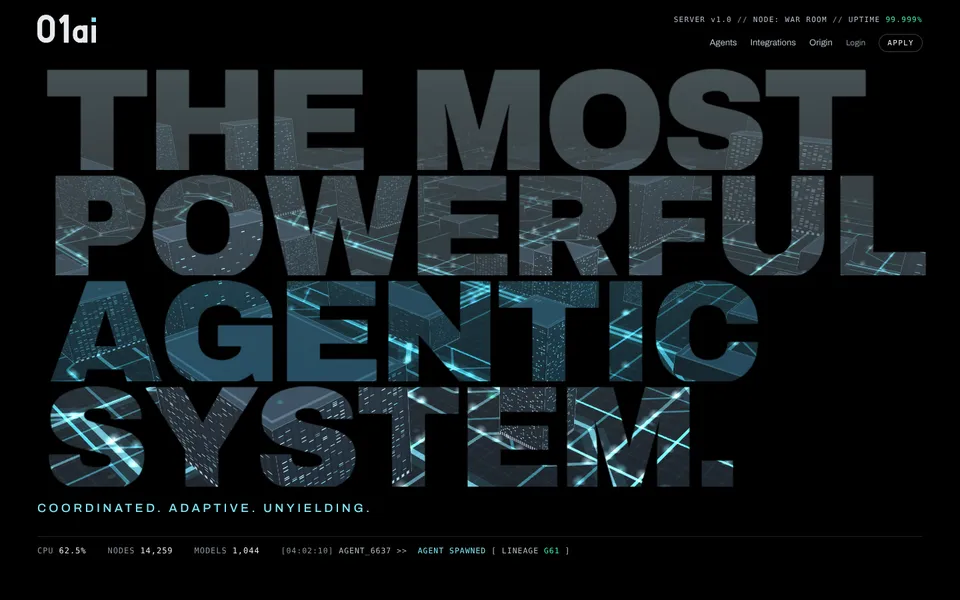 01ai
SERVER v1.0 // NODE: WAR ROOM // UPTIME 99.999%
Agents Integrations Origin Login APPLY
THE MOST
POWERFUL
AGENTIC
SYSTEM.
COORDINATED. ADAPTIVE. UNYIELDING.
CPU 62.5% NODES 14,259 MODELS 1,044 [04:02:10] AGENT_6637 >> AGENT SPAWNED [ LINEAGE G61 ]